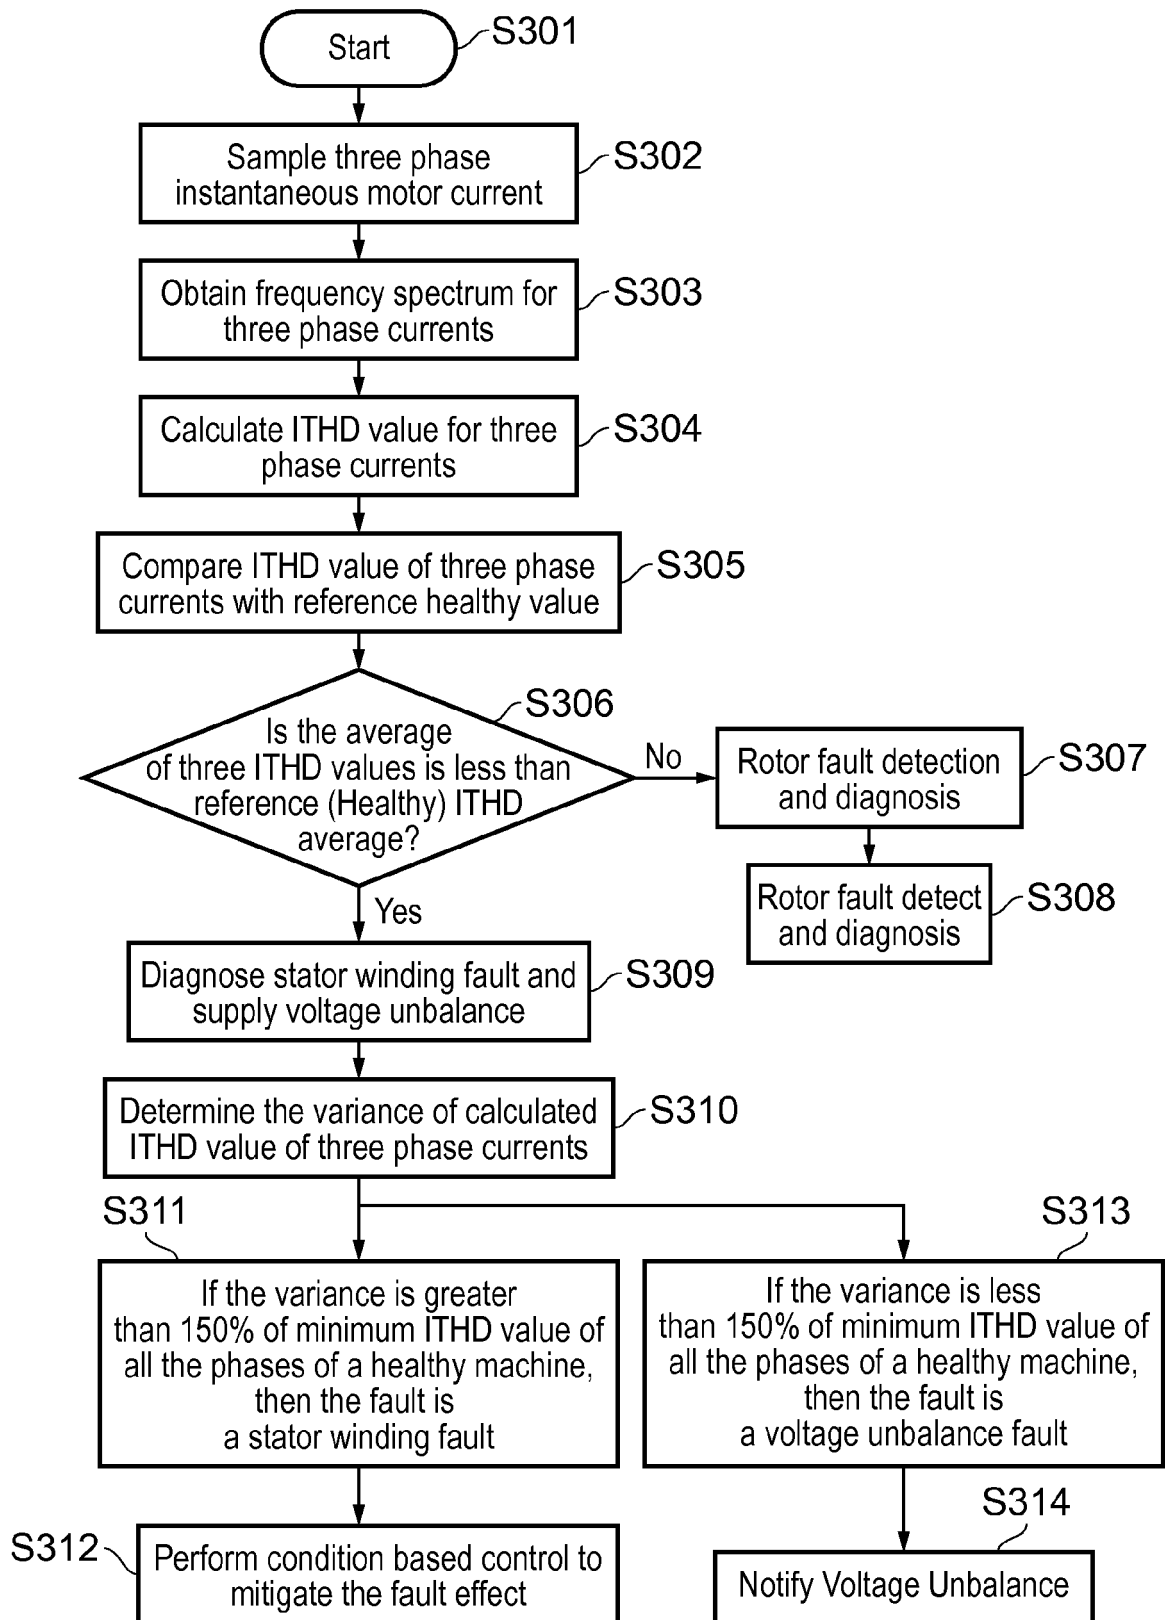 Start
S301
Sample three phase
instantaneous motor current
S302
Obtain frequency spectrum for
three phase currents
S303
Calculate ITHD value for three
phase currents
S304
Compare ITHD value of three phase
currents with reference healthy value
S305
S306
Is the average
of three ITHD values is less than
reference (Healthy) ITHD
average?
No
Rotor fault detection
and diagnosis
S307
Rotor fault detect
and diagnosis
S308
Yes
Diagnose stator winding fault and
supply voltage unbalance
S309
Determine the variance of calculated
ITHD value of three phase currents
S310
S311
If the variance is greater
than 150% of minimum ITHD value of
all the phases of a healthy machine,
then the fault is
a stator winding fault
S313
If the variance is less
than 150% of minimum ITHD value of
all the phases of a healthy machine,
then the fault is
a voltage unbalance fault
S312
Perform condition based control to
mitigate the fault effect
S314
Notify Voltage Unbalance